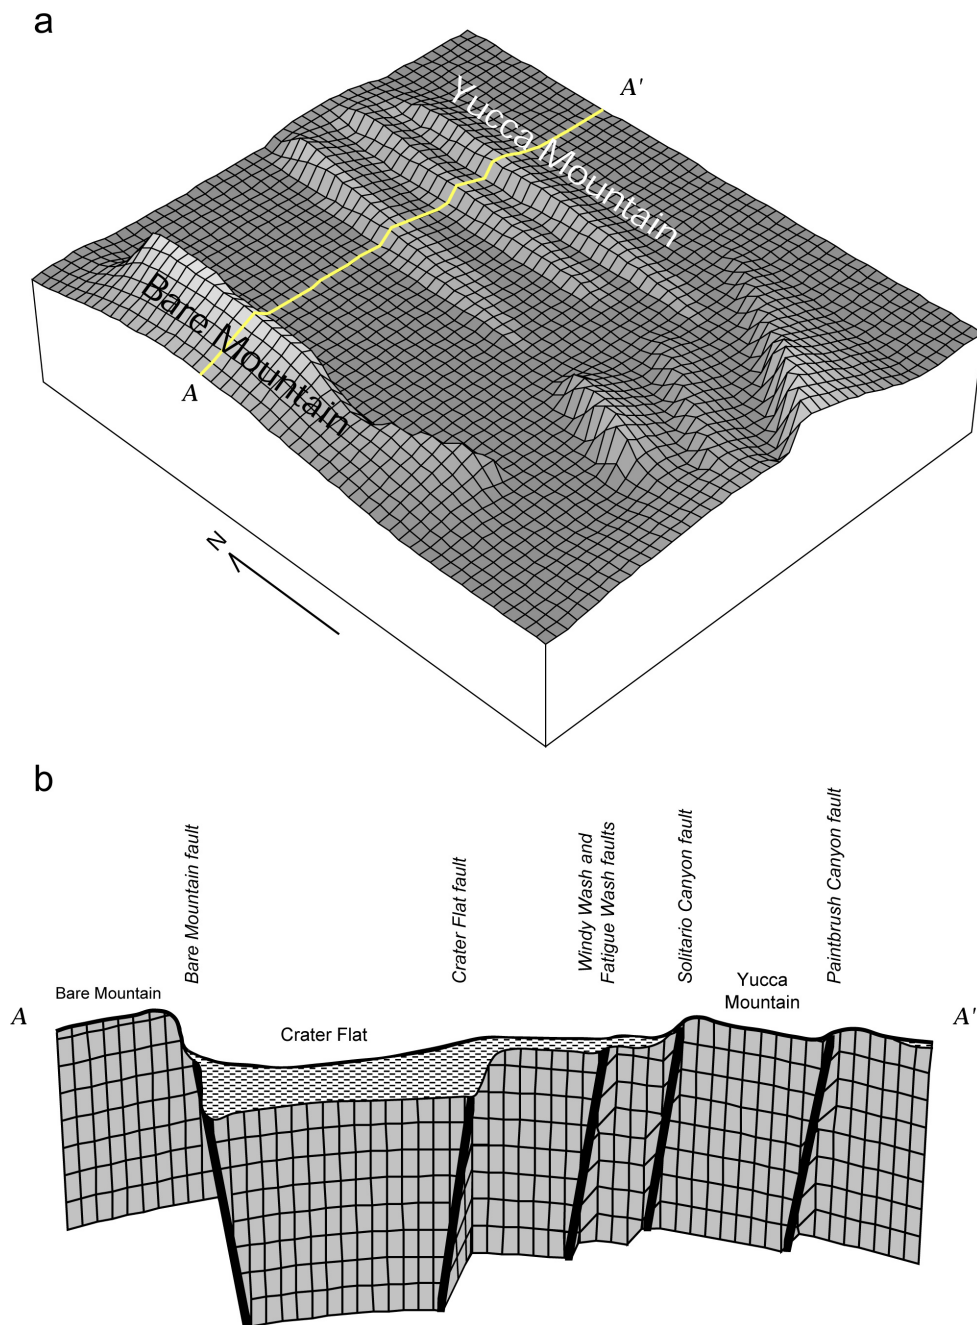 a
A'
Yucca Mountain
Bare Mountain
A
N
b
Bare Mountain fault
Crater Flat fault
Windy Wash and
Fatigue Wash faults
Solitario Canyon fault
Paintbrush Canyon fault
Bare Mountain
Yucca
Mountain
A
A'
Crater Flat